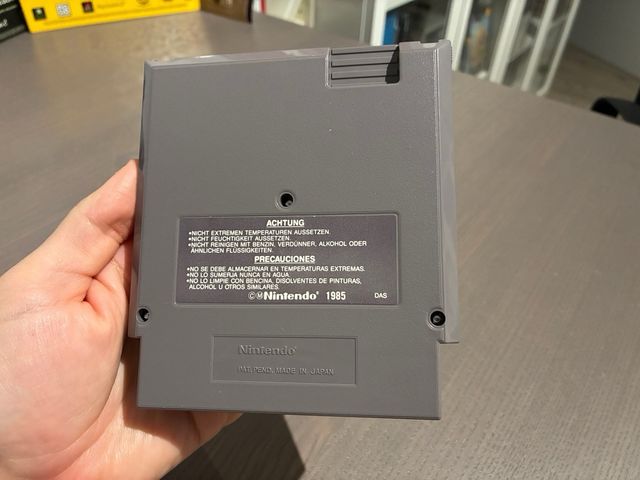 ACHTUNG
•NICHT EXTREMEN TEMPERATUREN AUSSETZEN.
•NICHT FEUCHTIGKEIT AUSSETZEN.
•NICHT REINIGEN MIT BENZIN, VERDÜNNER, ALKOHOL ODER
ÄHNLICHEN FLÜSSIGKEITEN.
PRECAUCIONES
•NO SE DEBE ALMACERNAR EN TEMPERATURAS EXTREMAS.
•NO LO SUMERJA NUNCA EN AGUA.
•NO LO LIMPIE CON BENCINA, DISOLVENTES DE PINTURAS,
ALCOHOL U OTROS SIMILARES.
©ⓂNintendo® 1985 DAS
Nintendo®
PAT. PEND. MADE IN JAPAN